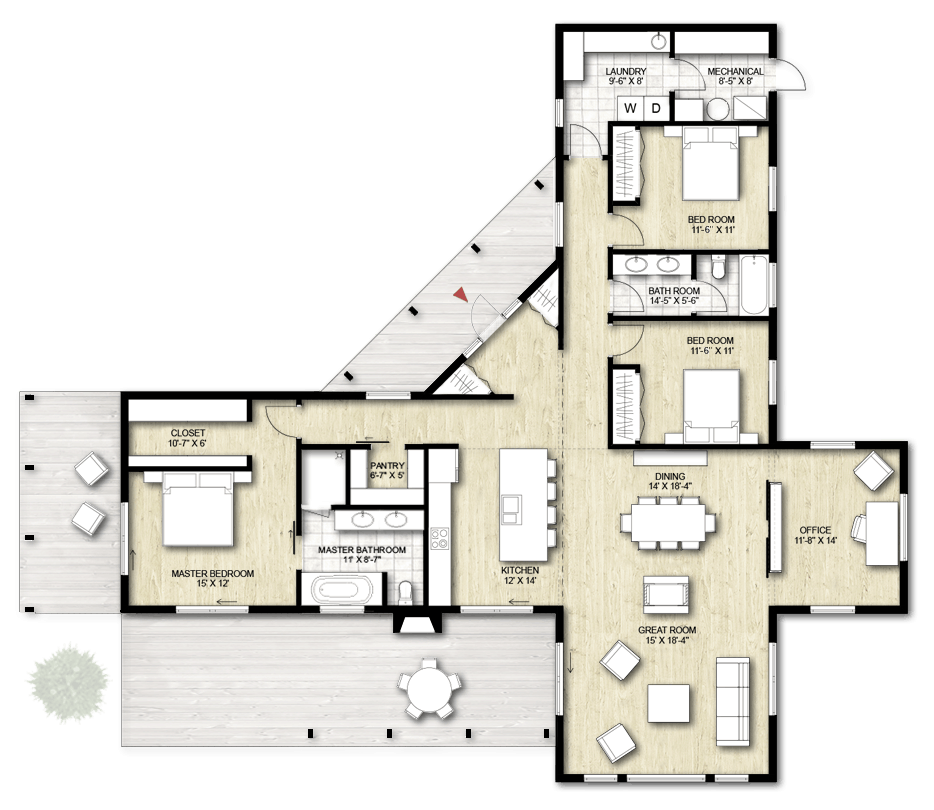 LAUNDRY
9'-6" X 8'
MECHANICAL
8'-5" X 8'
W D
BED ROOM
11'-6" X 11'
BATH ROOM
14'-5" X 5'-6"
BED ROOM
11'-6" X 11'
CLOSET
10'-7" X 6'
PANTRY
6'-7" X 5'
DINING
14' X 18'-4"
OFFICE
11'-8" X 14'
MASTER BATHROOM
11' X 8'-7"
MASTER BEDROOM
15' X 12'
KITCHEN
12' X 14'
GREAT ROOM
15' X 18'-4"